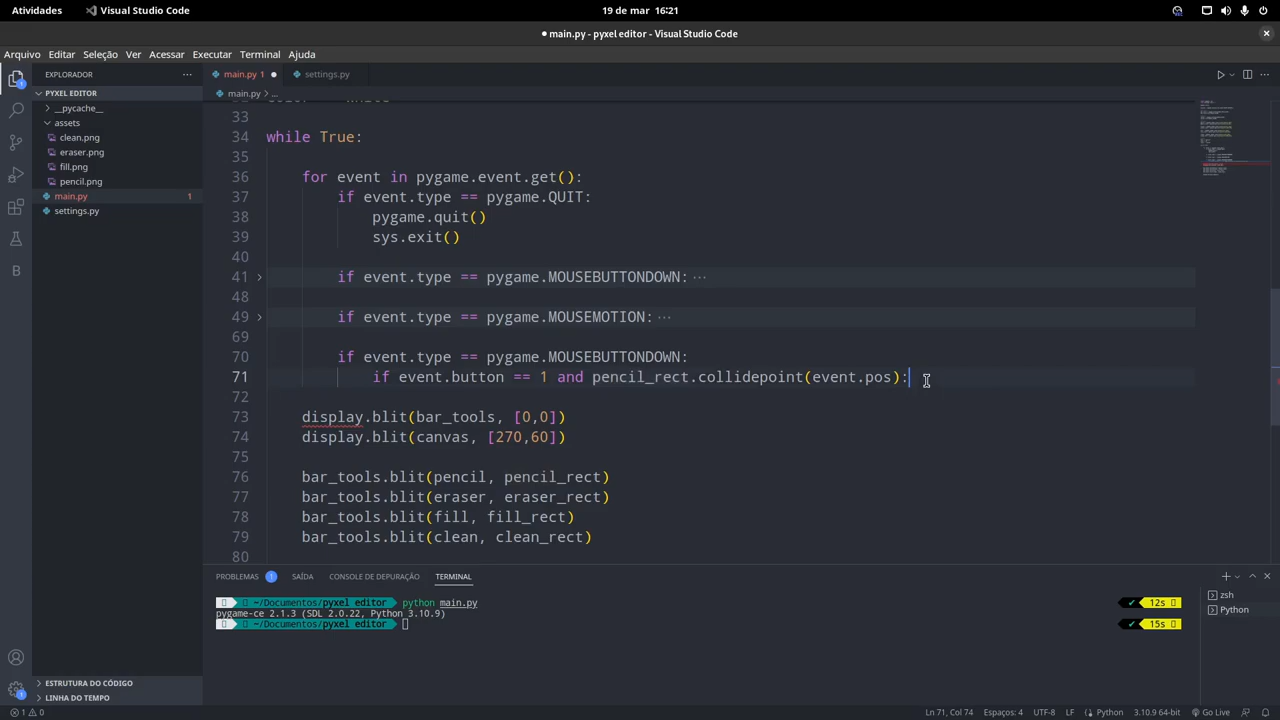 Atividades
Visual Studio Code
19 de mar 16:21
● main.py - pyxel editor - Visual Studio Code
Arquivo Editar Seleção Ver Acessar Executar Terminal Ajuda
EXPLORADOR
PYXEL EDITOR
__pycache__
assets
clean.png
eraser.png
fill.png
pencil.png
main.py 1
settings.py
ESTRUTURA DO CÓDIGO
LINHA DO TEMPO
main.py 1
settings.py
main.py > ...
33
34 while True:
35
36 for event in pygame.event.get():
37 if event.type == pygame.QUIT:
38 pygame.quit()
39 sys.exit()
40
41 if event.type == pygame.MOUSEBUTTONDOWN: ···
48
49 if event.type == pygame.MOUSEMOTION: ···
69
70 if event.type == pygame.MOUSEBUTTONDOWN:
71 if event.button == 1 and pencil_rect.collidepoint(event.pos):
72
73 display.blit(bar_tools, [0,0])
74 display.blit(canvas, [270,60])
75
76 bar_tools.blit(pencil, pencil_rect)
77 bar_tools.blit(eraser, eraser_rect)
78 bar_tools.blit(fill, fill_rect)
79 bar_tools.blit(clean, clean_rect)
80
PROBLEMAS 1 SAÍDA CONSOLE DE DEPURAÇÃO TERMINAL
~/Documentos/pyxel editor python main.py ✓ 12s
pygame-ce 2.1.3 (SDL 2.0.22, Python 3.10.9)
~/Documentos/pyxel editor ✓ 15s
zsh
Python
1 0
Ln 71, Col 74 Espaços: 4 UTF-8 LF Python 3.10.9 64-bit Go Live